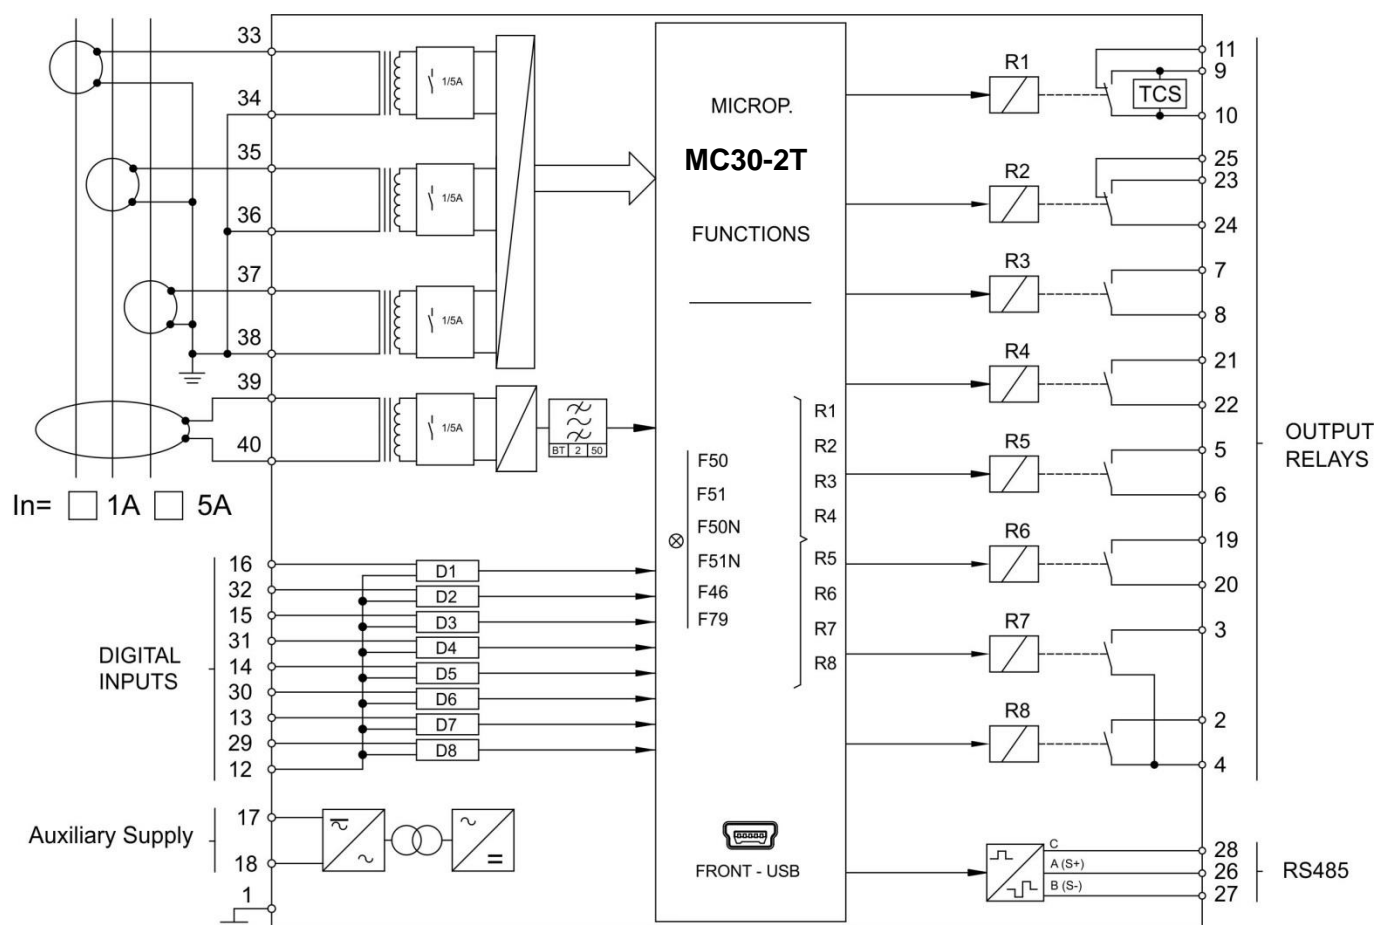 33
34
35
36
37
38
39
40
1/5A
1/5A
1/5A
1/5A
BT 2 50
In= 1A 5A
DIGITAL
INPUTS
16
32
15
31
14
30
13
29
12
D1
D2
D3
D4
D5
D6
D7
D8
Auxiliary Supply
17
18
1
MICROP.
MC30-2T
FUNCTIONS
F50
F51
F50N
F51N
F46
F79
R1
R2
R3
R4
R5
R6
R7
R8
FRONT - USB
R1
R2
R3
R4
R5
R6
R7
R8
TCS
11
9
10
25
23
24
7
8
21
22
5
6
19
20
3
2
4
OUTPUT
RELAYS
C
A (S+)
B (S-)
28
26
27
RS485